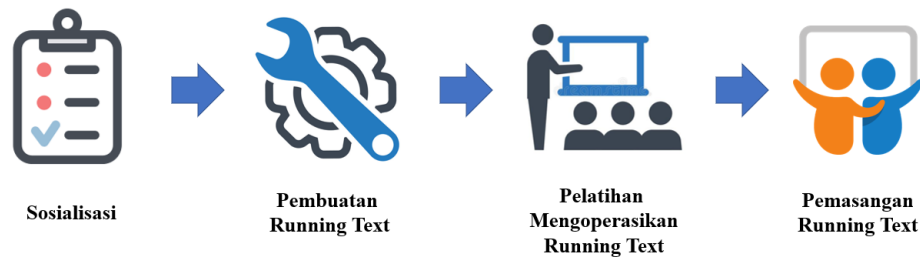 Sosialisasi
Pembuatan
Running Text
Pelatihan
Mengoperasikan
Running Text
Pemasangan
Running Text